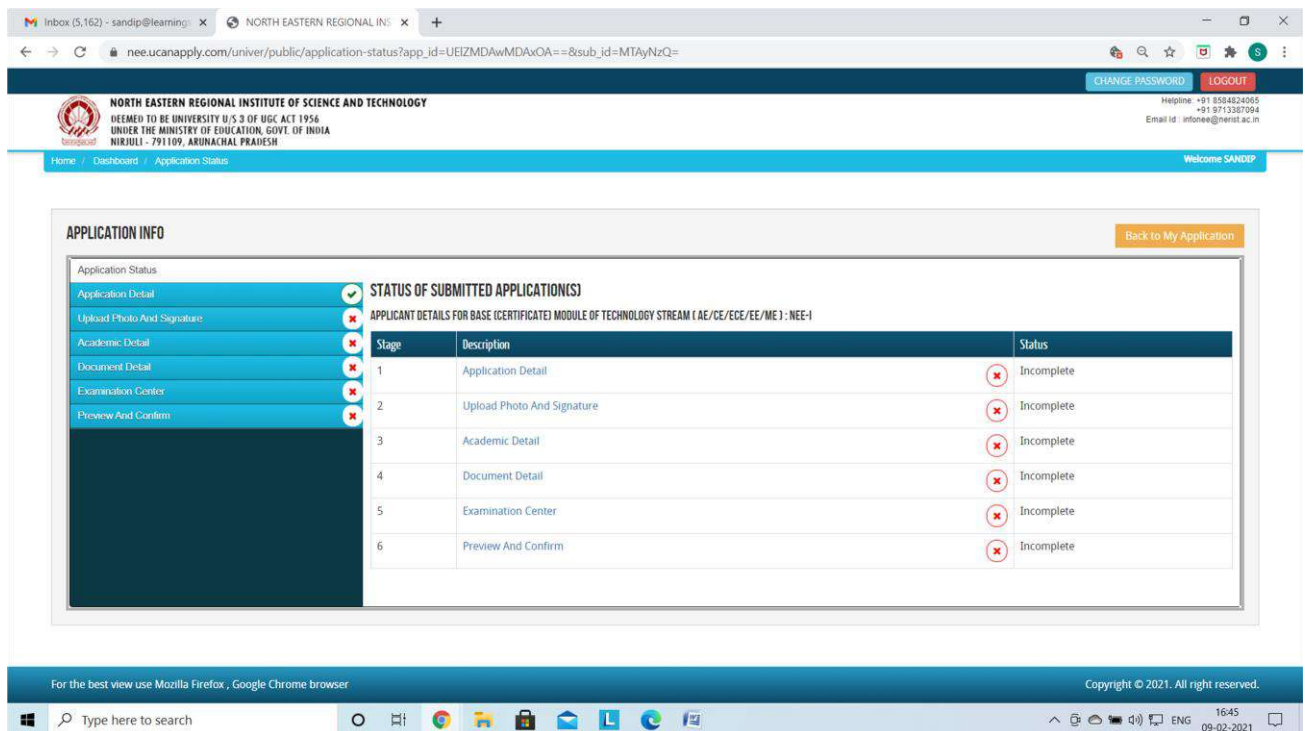 Inbox (5,162) - sandip@learning
NORTH EASTERN REGIONAL INS
nee.ucanapply.com/univer/public/application-status?app_id=UElZMDAwMDAxOA==&sub_id=MTAyNzQ=
S
CHANGE PASSWORD
LOGOUT
NORTH EASTERN REGIONAL INSTITUTE OF SCIENCE AND TECHNOLOGY
DEEMED TO BE UNIVERSITY U/S 3 OF UGC ACT 1956
UNDER THE MINISTRY OF EDUCATION, GOVT. OF INDIA
NIRJULI - 791109, ARUNACHAL PRADESH
Helpline: +91 8584824065
+91 9713387094
Email Id : infonee@nerist.ac.in
Home / Dashboard / Application Status
Welcome SANDIP
APPLICATION INFO
Back to My Application
Application Status
Application Detail
Upload Photo And Signature
Academic Detail
Document Detail
Examination Center
Preview And Confirm
STATUS OF SUBMITTED APPLICATION(S)
APPLICANT DETAILS FOR BASE (CERTIFICATE) MODULE OF TECHNOLOGY STREAM ( AE/CE/ECE/EE/ME ) : NEE-I
Stage Description Status
1 Application Detail Incomplete
2 Upload Photo And Signature Incomplete
3 Academic Detail Incomplete
4 Document Detail Incomplete
5 Examination Center Incomplete
6 Preview And Confirm Incomplete
For the best view use Mozilla Firefox , Google Chrome browser
Copyright © 2021. All right reserved.
Type here to search
L
ENG
16:45
09-02-2021